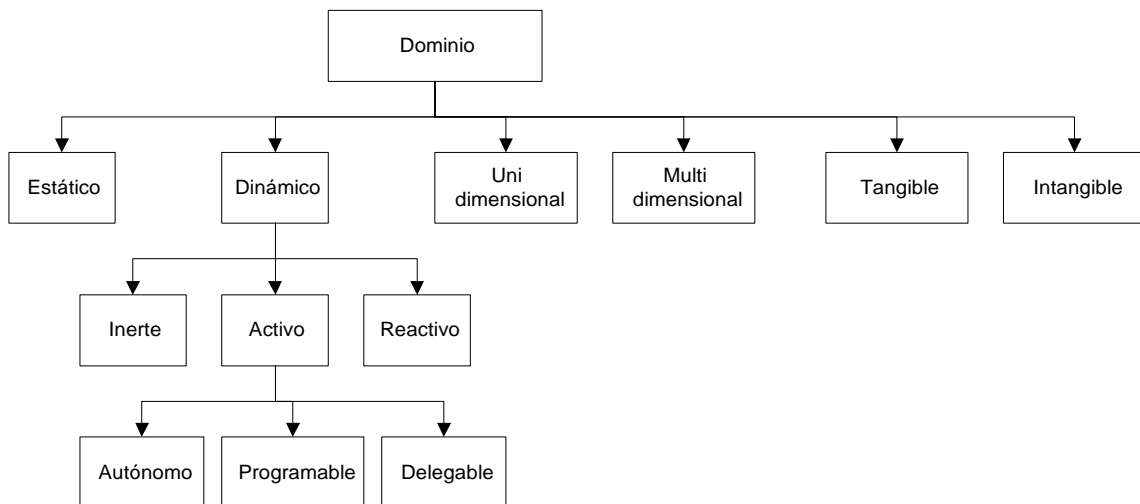 Dominio
Estático
Dinámico
Uni
dimensional
Multi
dimensional
Tangible
Intangible
Inerte
Activo
Reactivo
Autónomo
Programable
Delegable